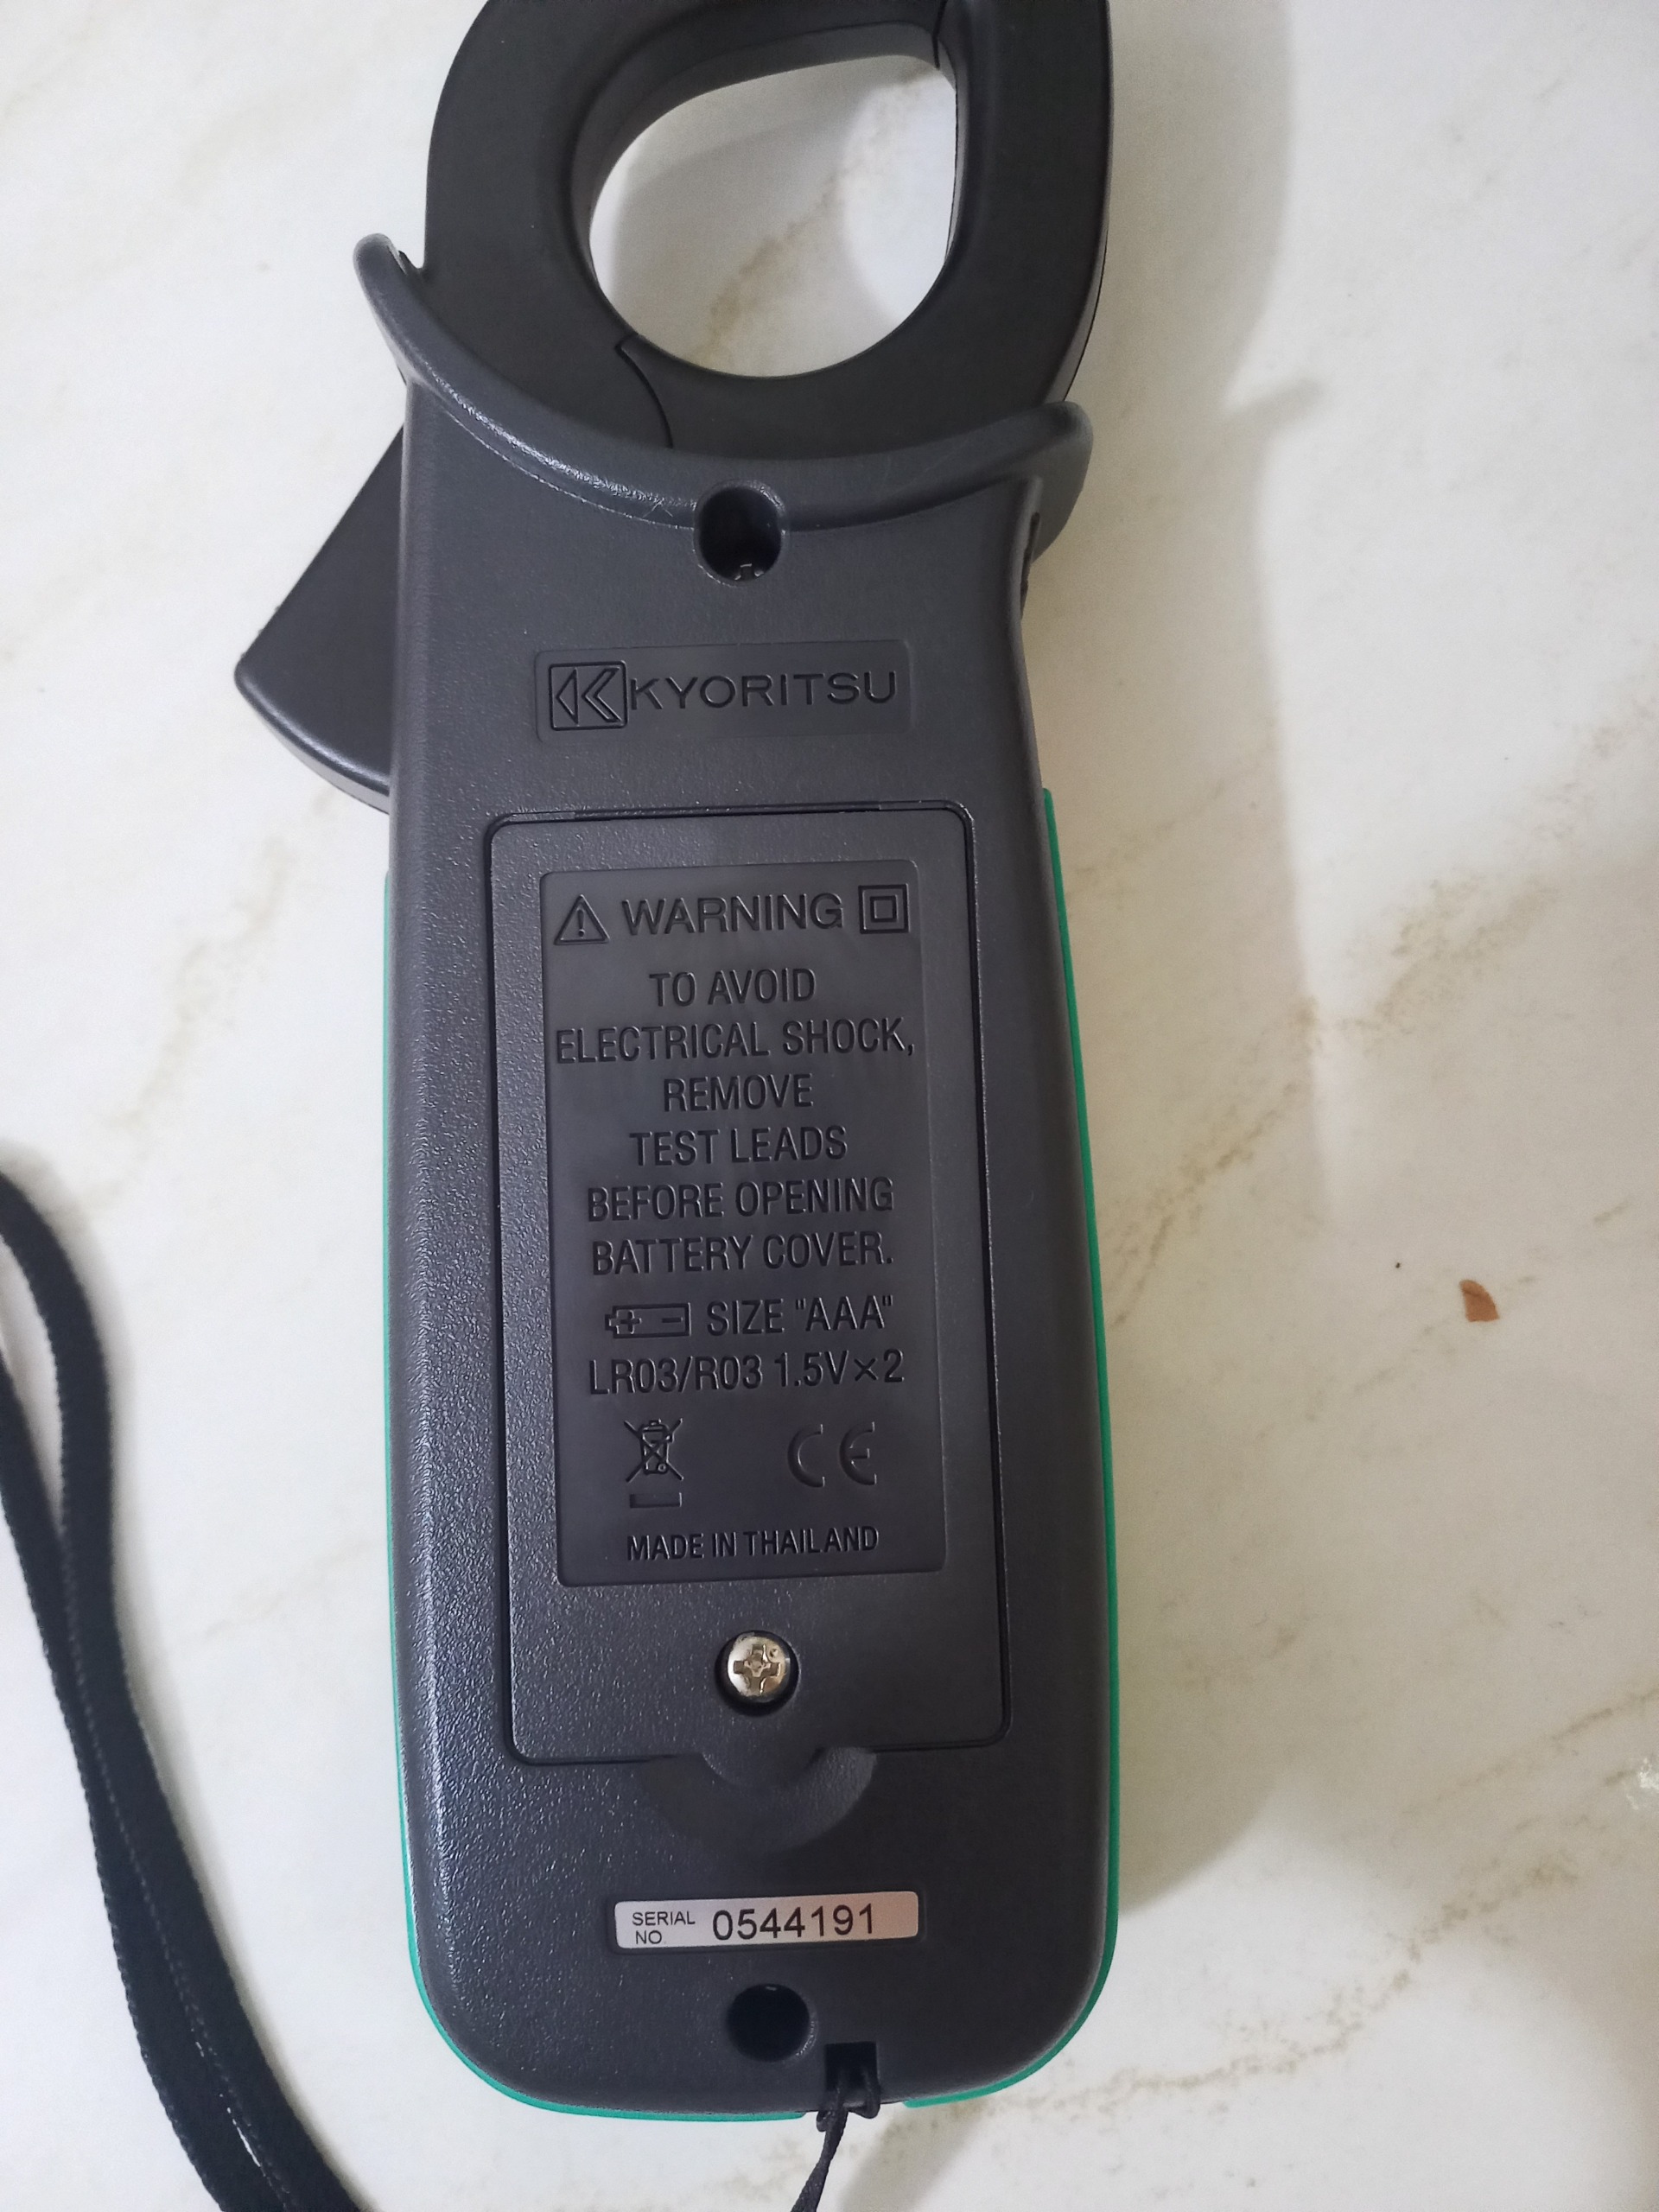 KYORITSU
WARNING
TO AVOID
ELECTRICAL SHOCK,
REMOVE
TEST LEADS
BEFORE OPENING
BATTERY COVER.
+ - SIZE "AAA"
LR03/R03 1.5V×2
CE
MADE IN THAILAND
SERIAL NO. 0544191